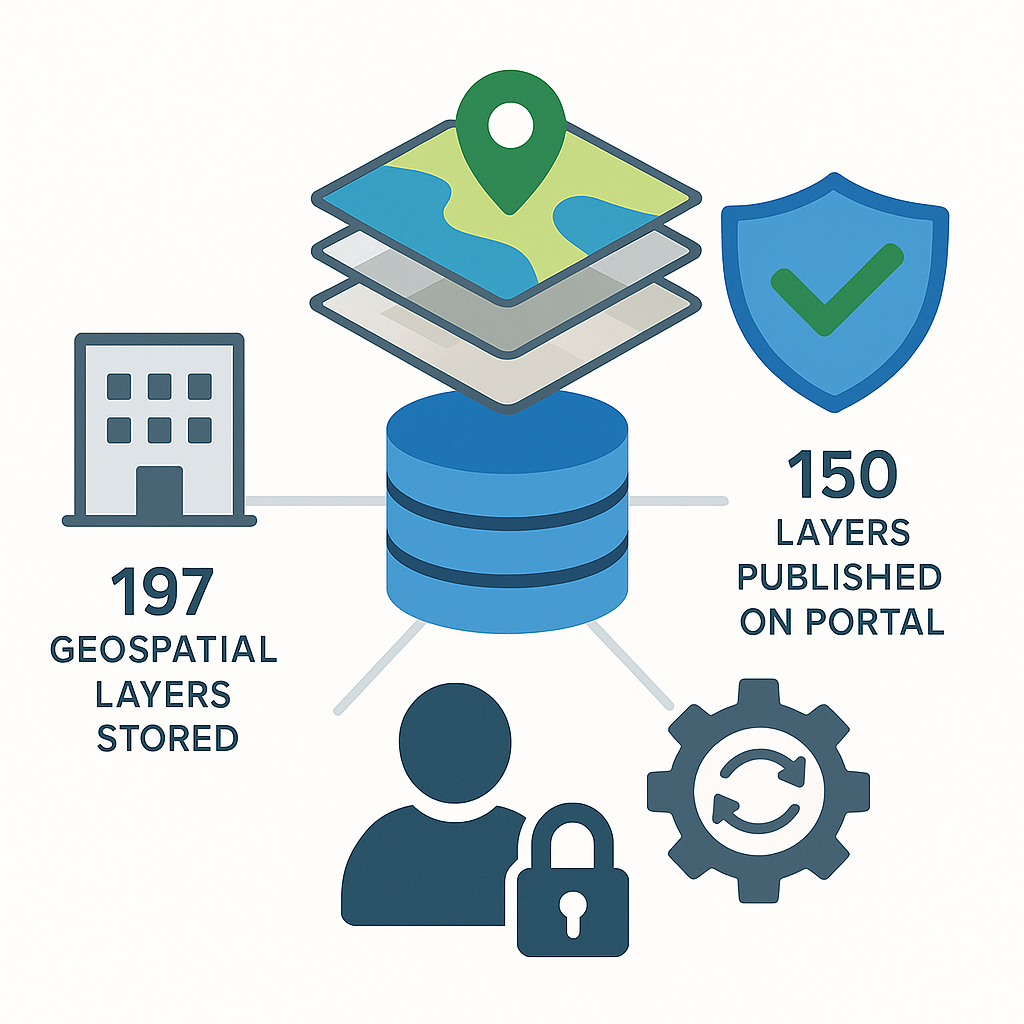 197
GEOSPATIAL
LAYERS
STORED
150
LAYERS
PUBLISHED
ON PORTAL